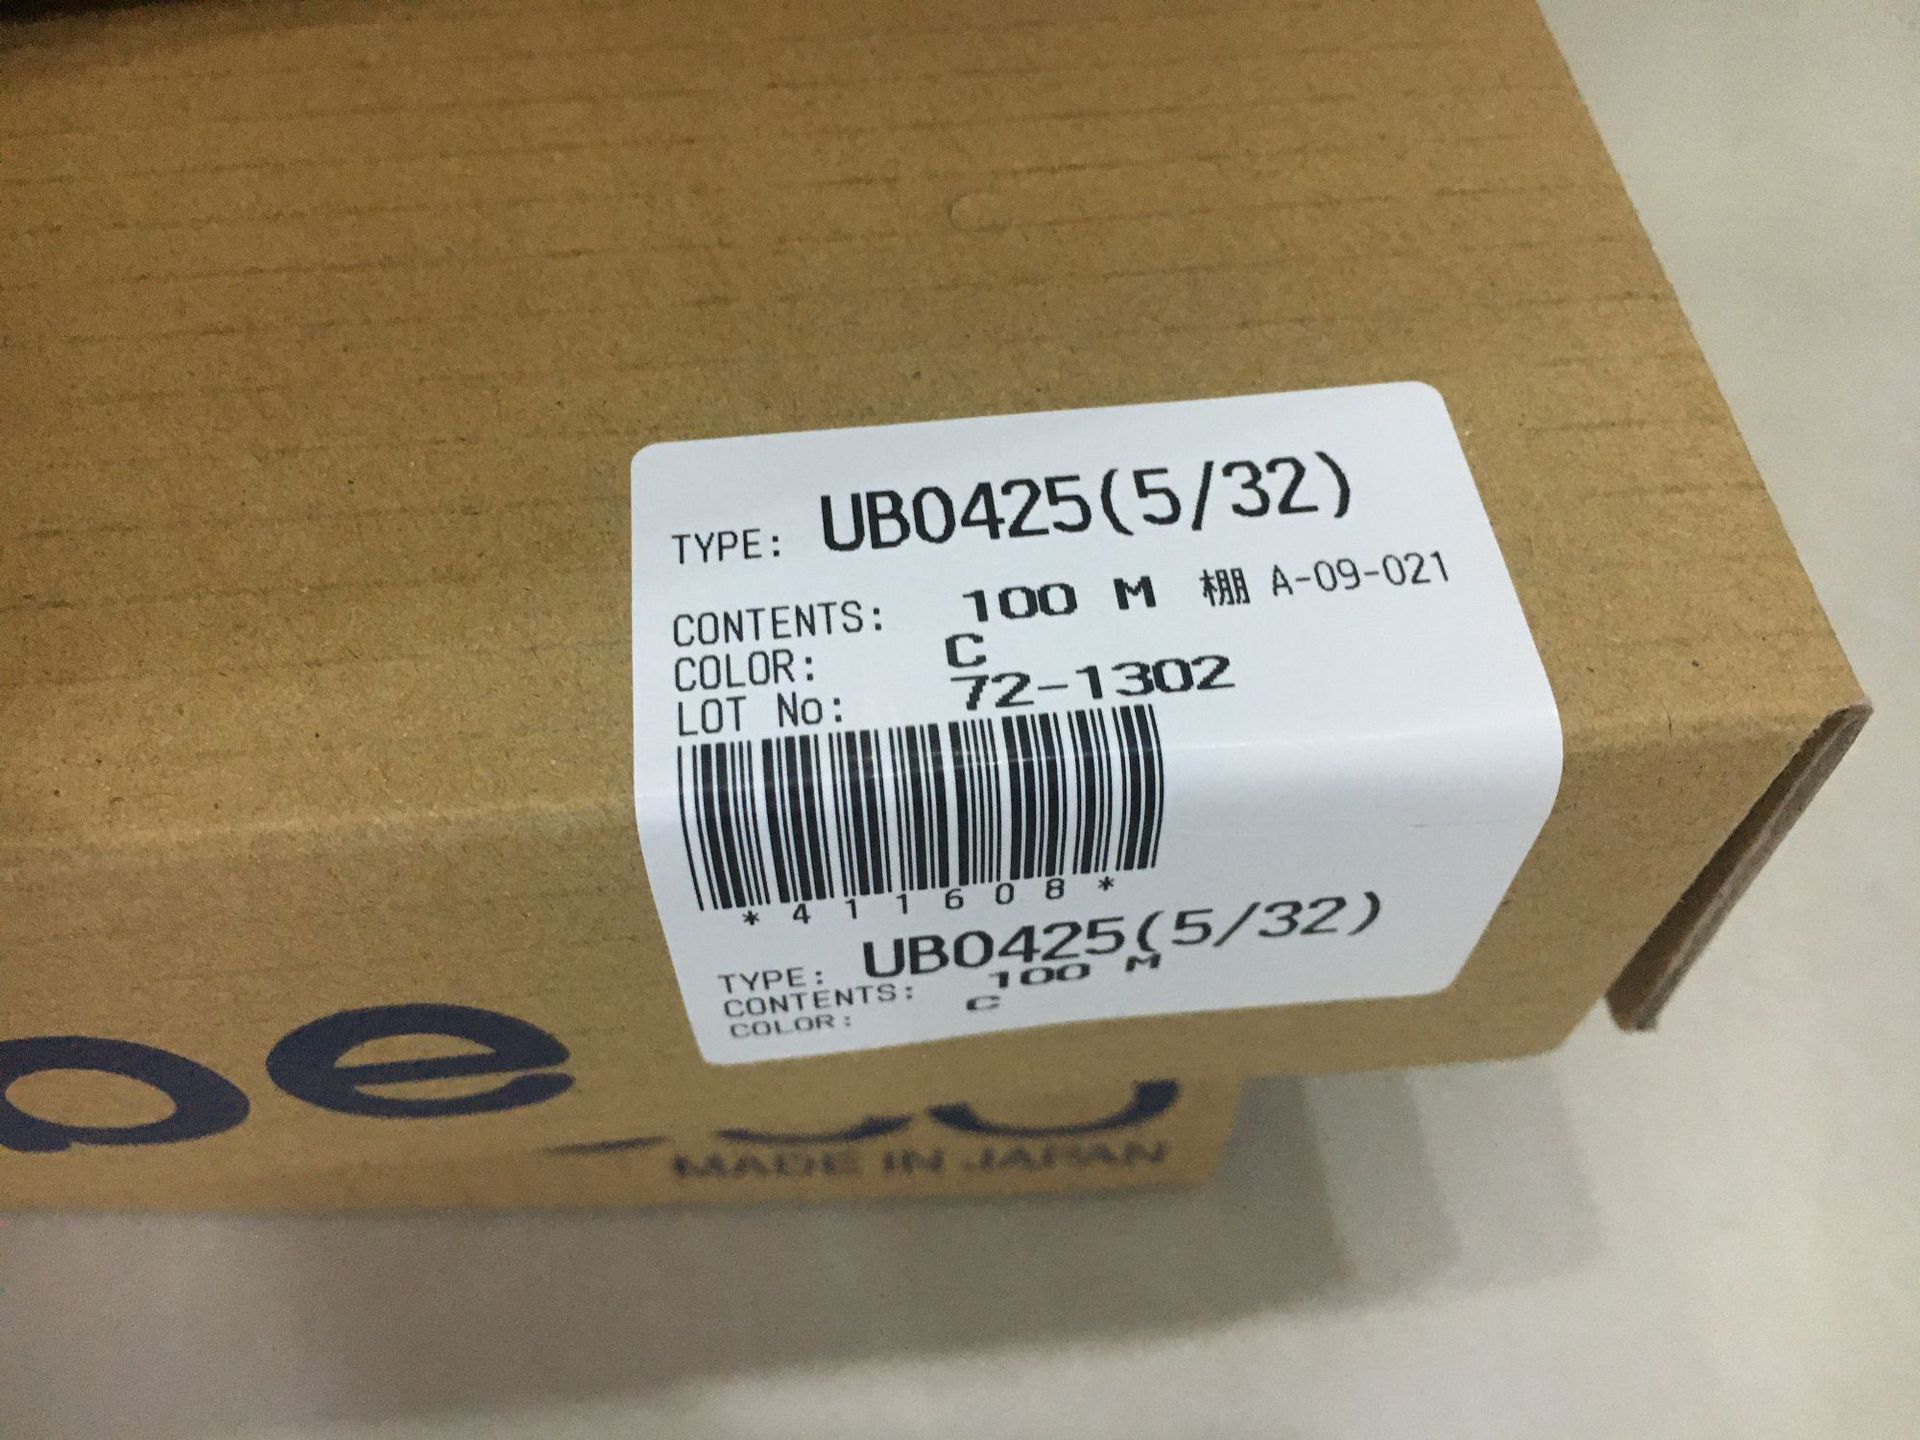 TYPE: UB0425(5/32)
CONTENTS: 100 M 棚 A-09-021
COLOR: C
LOT No: 72-1302
*411608*
TYPE: UB0425(5/32)
CONTENTS: 100 M
COLOR: C
pe
MADE IN JAPAN